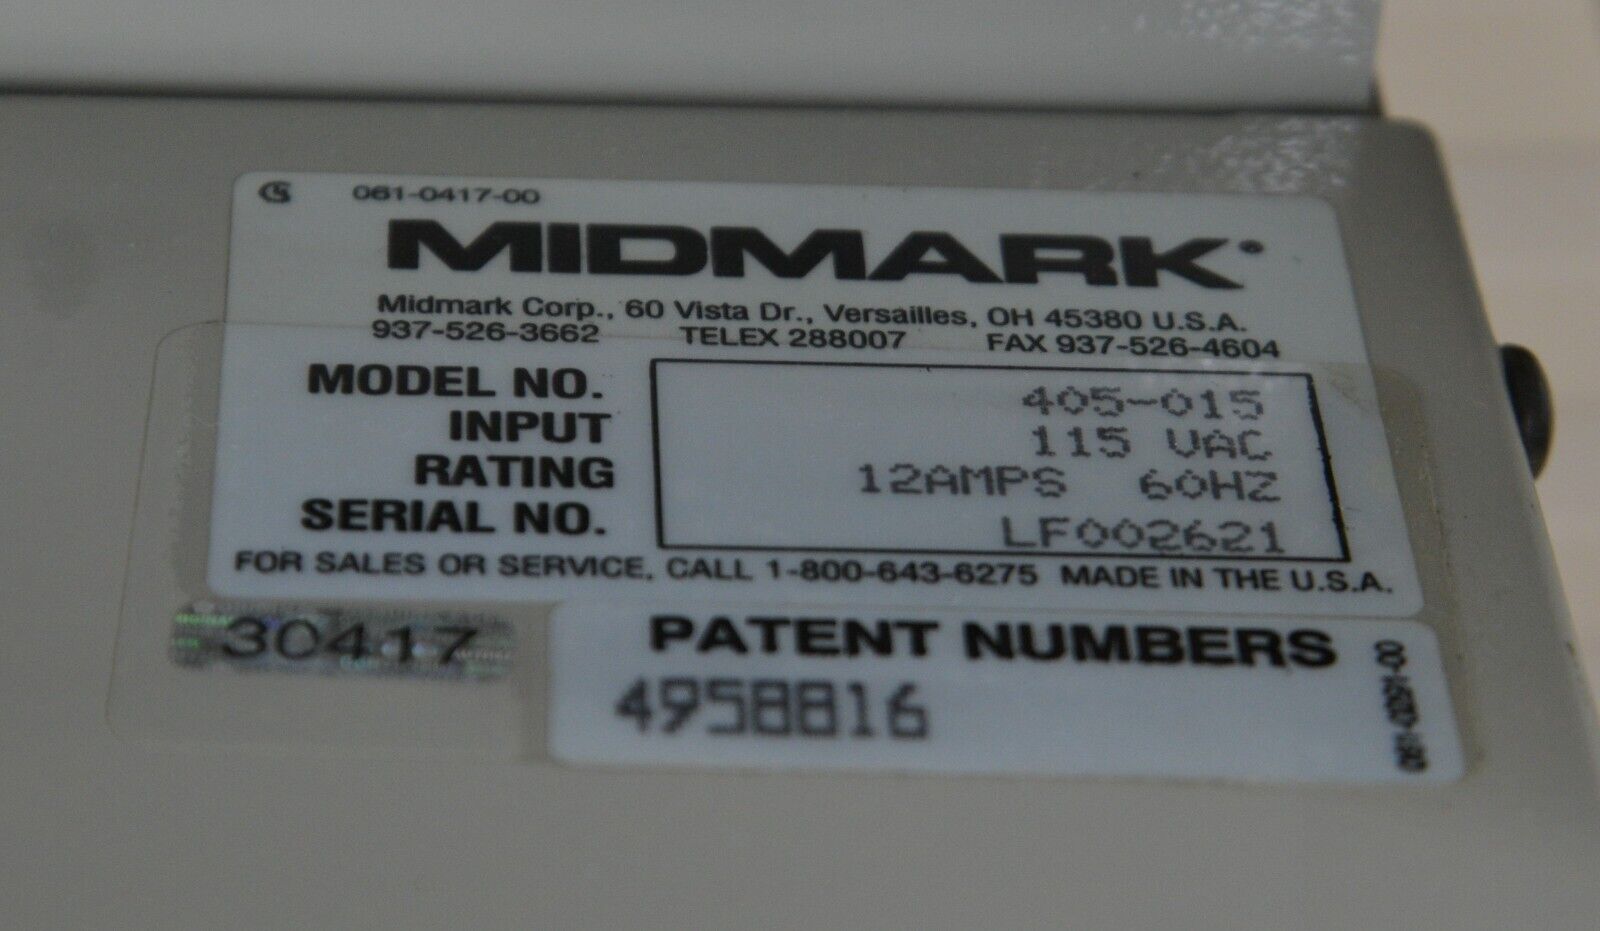 061-0417-00
MIDMARK®
Midmark Corp., 60 Vista Dr., Versailles, OH 45380 U.S.A.
937-526-3662 TELEX 288007 FAX 937-526-4604
MODEL NO. 405-015
INPUT 115 VAC
RATING 12AMPS 60HZ
SERIAL NO. LF002621
FOR SALES OR SERVICE, CALL 1-800-643-6275 MADE IN THE U.S.A.
30417
PATENT NUMBERS
4958816